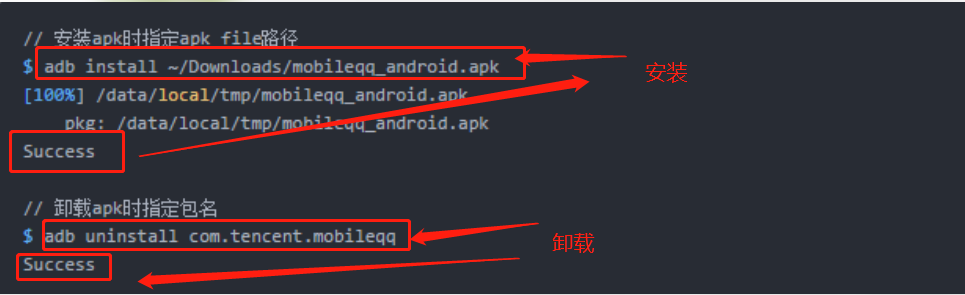 // 安装apk时指定apk file路径
$ adb install ~/Downloads/mobileqq_android.apk
安装
[100%] /data/local/tmp/mobileqq_android.apk
pkg: /data/local/tmp/mobileqq_android.apk
Success
// 卸载apk时指定包名
$ adb uninstall com.tencent.mobileqq
卸载
Success